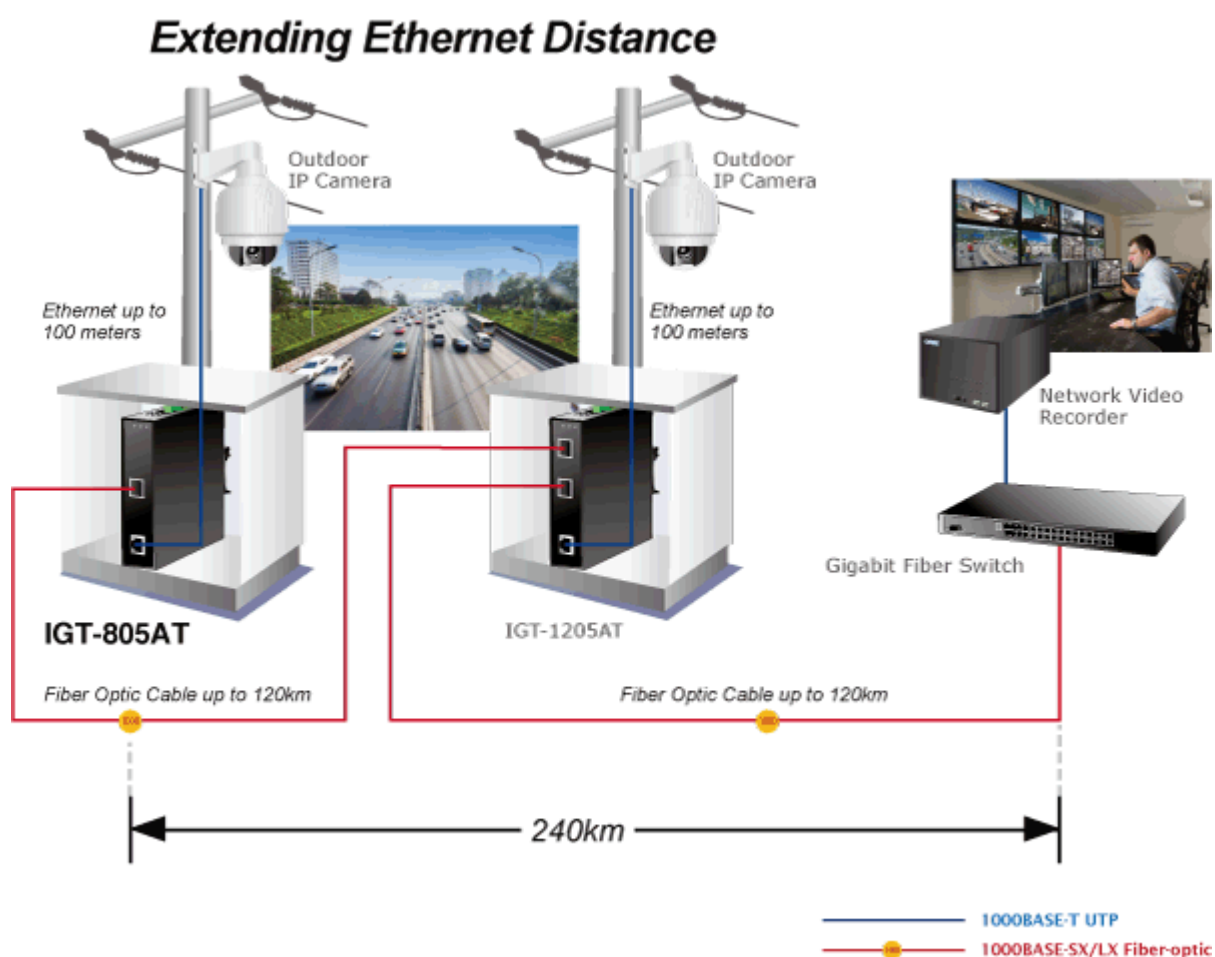 Extending Ethernet Distance
Outdoor
IP Camera
Outdoor
IP Camera
Ethernet up to
100 meters
Ethernet up to
100 meters
Network Video
Recorder
Gigabit Fiber Switch
IGT-805AT
IGT-1205AT
Fiber Optic Cable up to 120km
Fiber Optic Cable up to 120km
240km
1000BASE-T UTP
1000BASE-SX/LX Fiber-optic